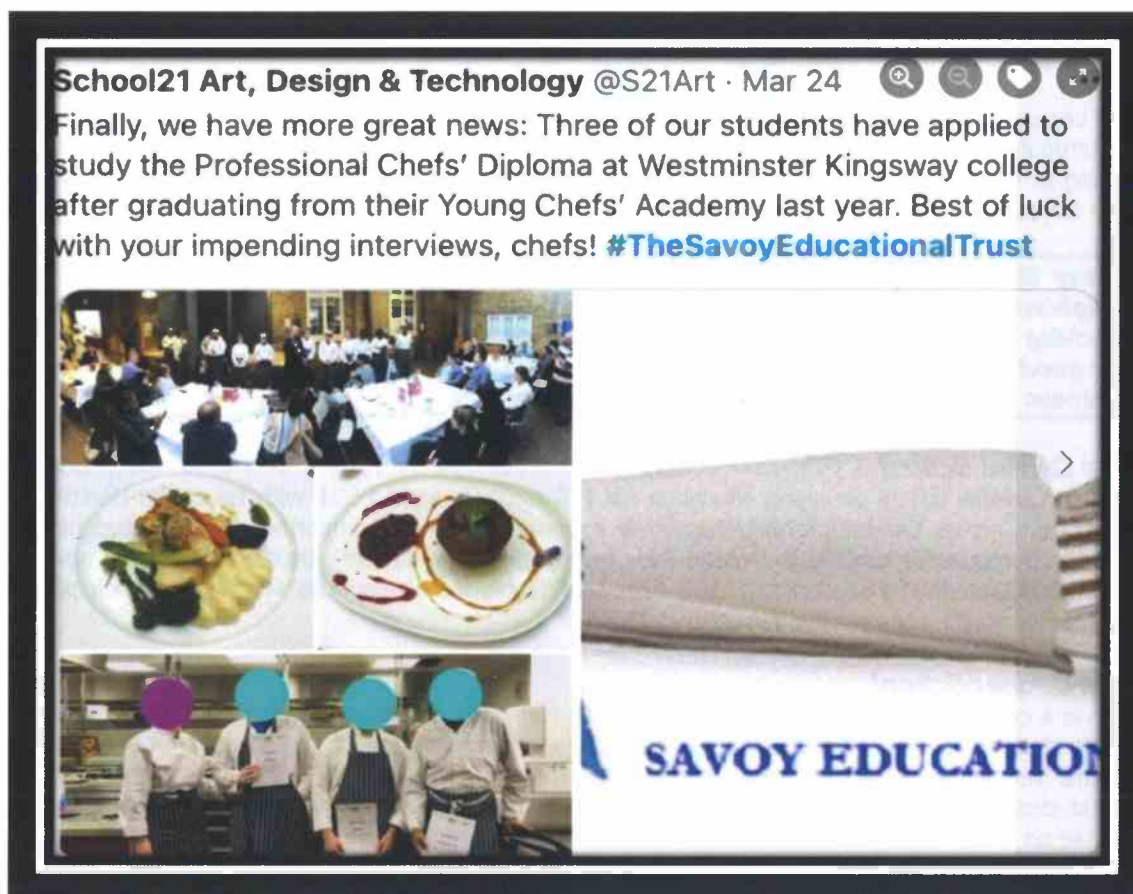 School21 Art, Design & Technology @S21Art · Mar 24
Finally, we have more great news: Three of our students have applied to
study the Professional Chefs' Diploma at Westminster Kingsway college
after graduating from their Young Chefs' Academy last year. Best of luck
with your impending interviews, chefs! #TheSavoyEducationalTrust
SAVOY EDUCATION